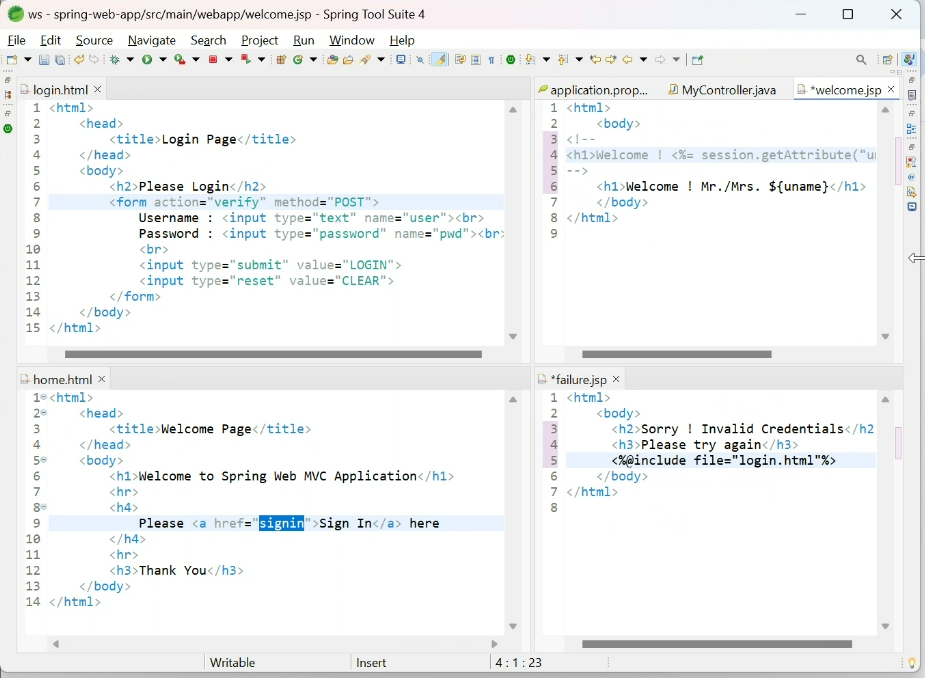 ws - spring-web-app/src/main/webapp/welcome.jsp - Spring Tool Suite 4
File Edit Source Navigate Search Project Run Window Help
login.html
1 <html>
2 <head>
3 <title>Login Page</title>
4 </head>
5 <body>
6 <h2>Please Login</h2>
7 <form action="verify" method="POST">
8 Username : <input type="text" name="user"><br>
9 Password : <input type="password" name="pwd"><br>
10 <br>
11 <input type="submit" value="LOGIN">
12 <input type="reset" value="CLEAR">
13 </form>
14 </body>
15 </html>
application.prop... MyController.java *welcome.jsp
1 <html>
2 <body>
3 <!--
4 <h1>Welcome ! <%= session.getAttribute("un
5 -->
6 <h1>Welcome ! Mr./Mrs. ${uname}</h1>
7 </body>
8 </html>
9
home.html
1 <html>
2 <head>
3 <title>Welcome Page</title>
4 </head>
5 <body>
6 <h1>Welcome to Spring Web MVC Application</h1>
7 <hr>
8 <h4>
9 Please <a href="signin">Sign In</a> here
10 </h4>
11 <hr>
12 <h3>Thank You</h3>
13 </body>
14 </html>
*failure.jsp
1 <html>
2 <body>
3 <h2>Sorry ! Invalid Credentials</h2
4 <h3>Please try again</h3>
5 <%@include file="login.html"%>
6 </body>
7 </html>
8
Writable Insert 4 : 1 : 23